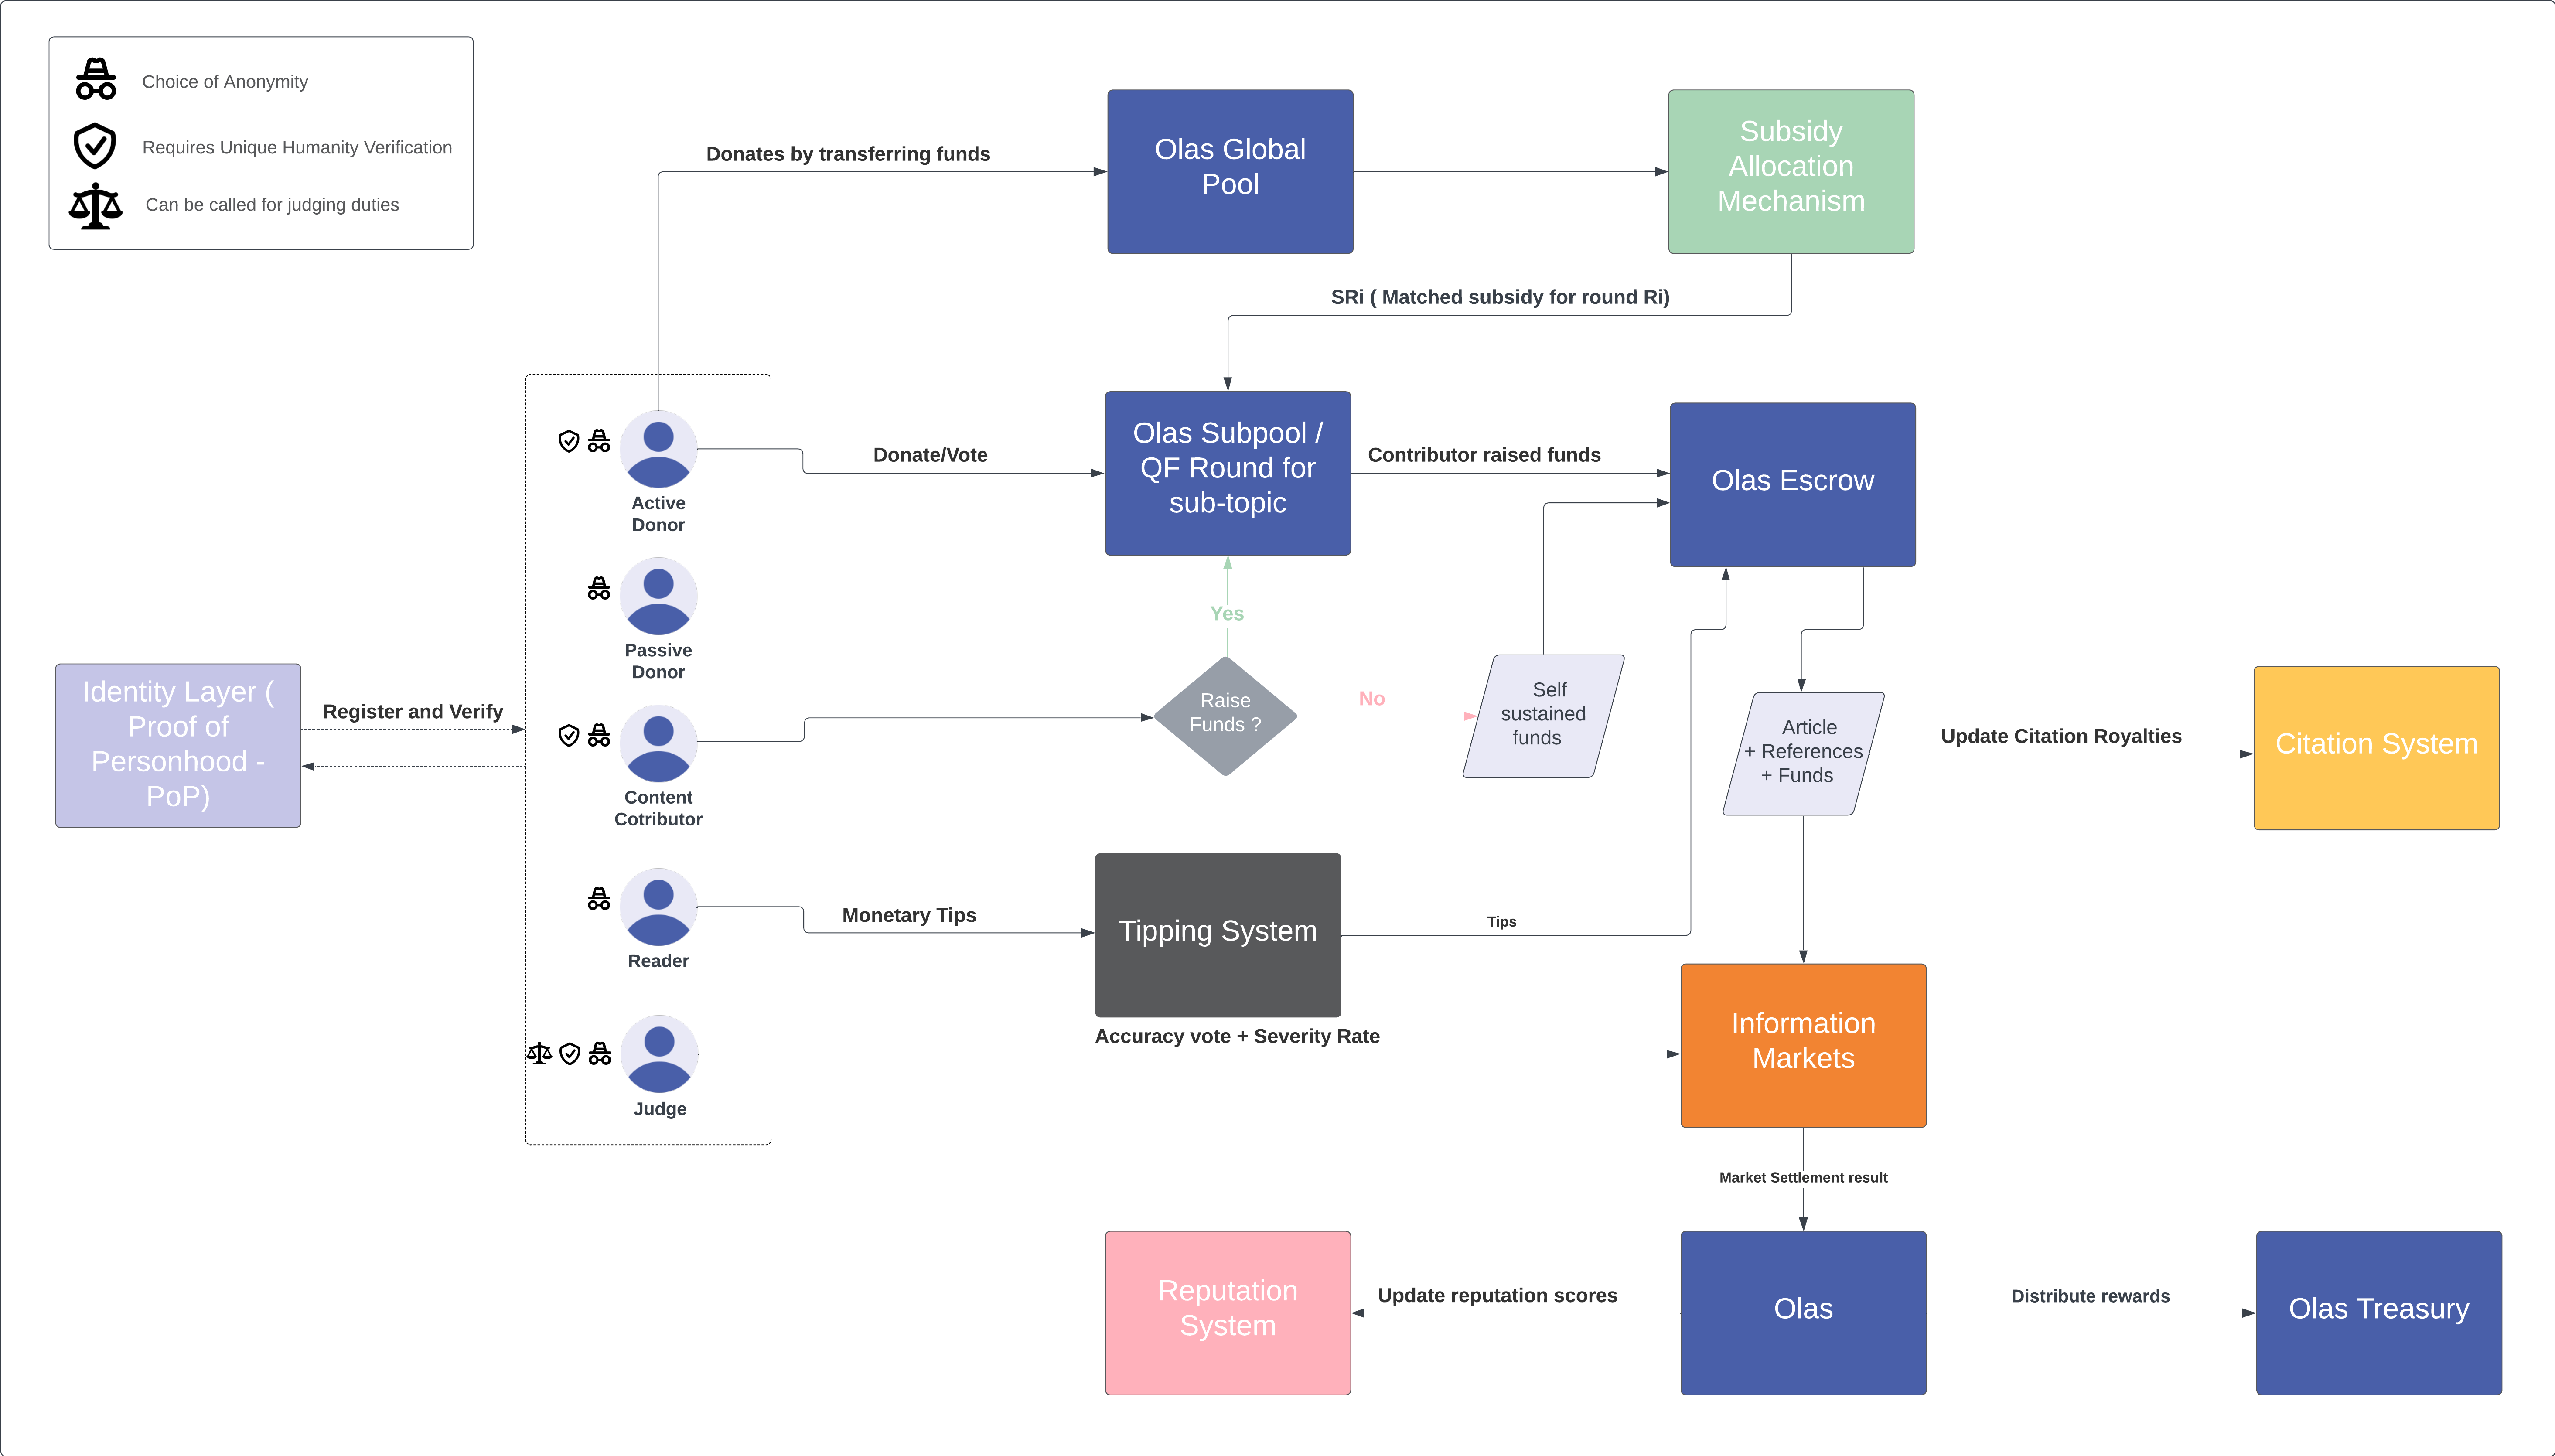 Choice of Anonymity
Requires Unique Humanity Verification
Can be called for judging duties
Donates by transferring funds
Olas Global
Pool
Subsidy
Allocation
Mechanism
SRi ( Matched subsidy for round Ri)
Active
Donor
Donate/Vote
Olas Subpool /
QF Round for
sub-topic
Contributor raised funds
Olas Escrow
Passive
Donor
Yes
Identity Layer (
Proof of
Personhood -
PoP)
Register and Verify
Content
Cotributor
Raise
Funds ?
No
Self
sustained
funds
Article
+ References
+ Funds
Update Citation Royalties
Citation System
Reader
Monetary Tips
Tipping System
Tips
Judge
Accuracy vote + Severity Rate
Information
Markets
Market Settlement result
Reputation
System
Update reputation scores
Olas
Distribute rewards
Olas Treasury